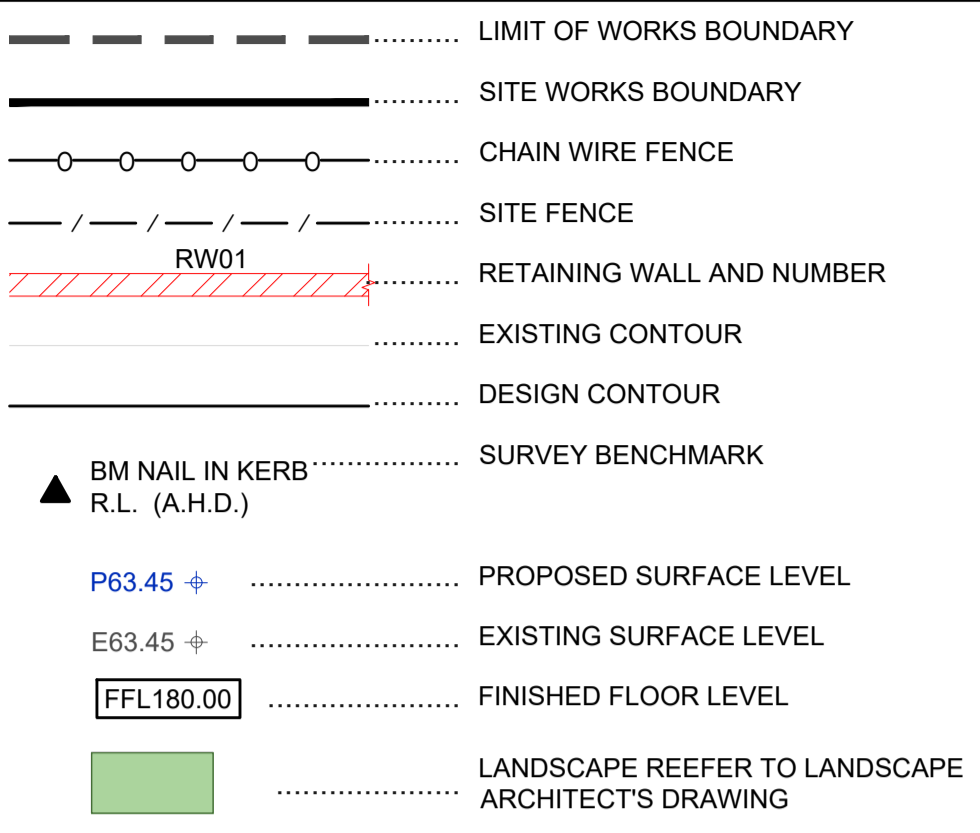 LIMIT OF WORKS BOUNDARY
SITE WORKS BOUNDARY
CHAIN WIRE FENCE
SITE FENCE
RW01
RETAINING WALL AND NUMBER
EXISTING CONTOUR
DESIGN CONTOUR
BM NAIL IN KERB SURVEY BENCHMARK
R.L. (A.H.D.)
P63.45 PROPOSED SURFACE LEVEL
E63.45 EXISTING SURFACE LEVEL
FFL180.00 FINISHED FLOOR LEVEL
LANDSCAPE REEFER TO LANDSCAPE
ARCHITECT'S DRAWING